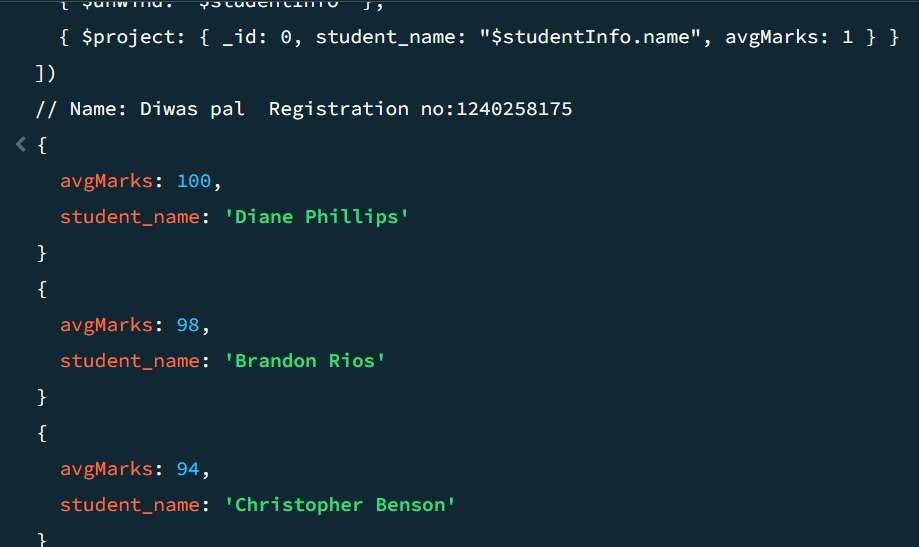 { $unwind: "$studentInfo" },
{ $project: { _id: 0, student_name: "$studentInfo.name", avgMarks: 1 } }
])
// Name: Diwas pal  Registration no:1240258175
< {
avgMarks: 100,
student_name: 'Diane Phillips'
}
{
avgMarks: 98,
student_name: 'Brandon Rios'
}
{
avgMarks: 94,
student_name: 'Christopher Benson'
}